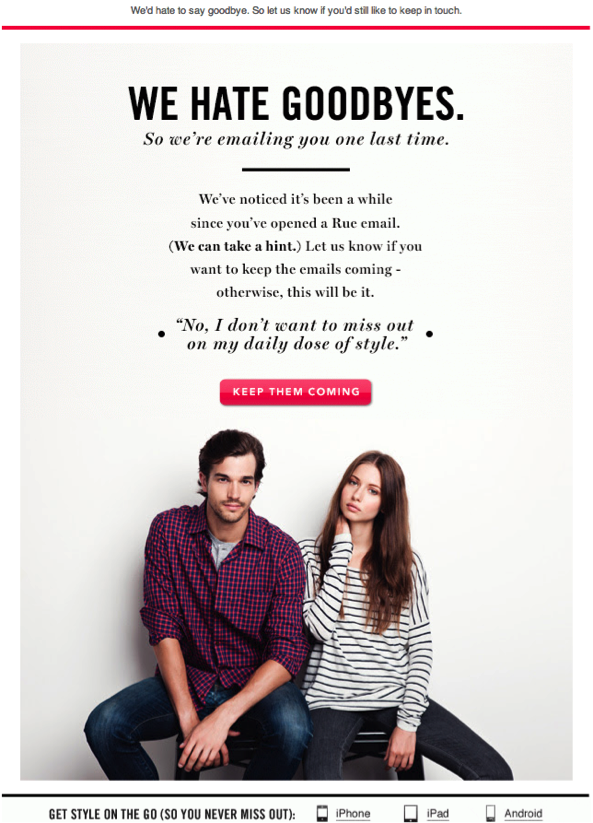 We'd hate to say goodbye. So let us know if you'd still like to keep in touch.
WE HATE GOODBYES.
So we're emailing you one last time.
We've noticed it's been a while
since you've opened a Rue email.
(We can take a hint.) Let us know if you
want to keep the emails coming -
otherwise, this will be it.
• “No, I don't want to miss out
on my daily dose of style.” •
KEEP THEM COMING
GET STYLE ON THE GO (SO YOU NEVER MISS OUT): iPhone iPad Android